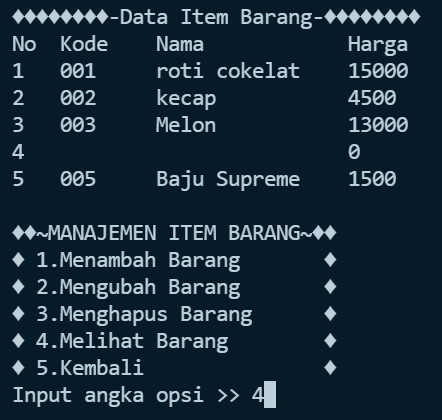 ♦♦♦♦♦♦♦♦-Data Item Barang-♦♦♦♦♦♦♦♦
No Kode Nama Harga
1 001 roti cokelat 15000
2 002 kecap 4500
3 003 Melon 13000
4 0
5 005 Baju Supreme 1500
♦♦~MANAJEMEN ITEM BARANG~♦♦
♦ 1.Menambah Barang ♦
♦ 2.Mengubah Barang ♦
♦ 3.Menghapus Barang ♦
♦ 4.Melihat Barang ♦
♦ 5.Kembali ♦
Input angka opsi >> 4